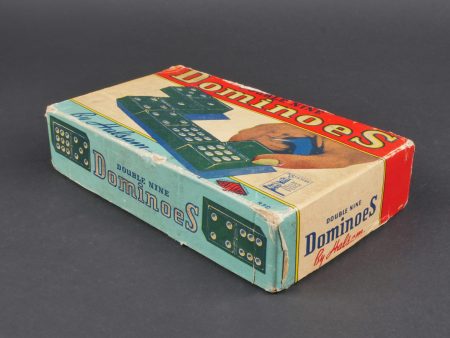 Dominoes
By Halsam
DOUBLE NINE
Dominoes
DOUBLE NINE
Dominoes
By Halsam